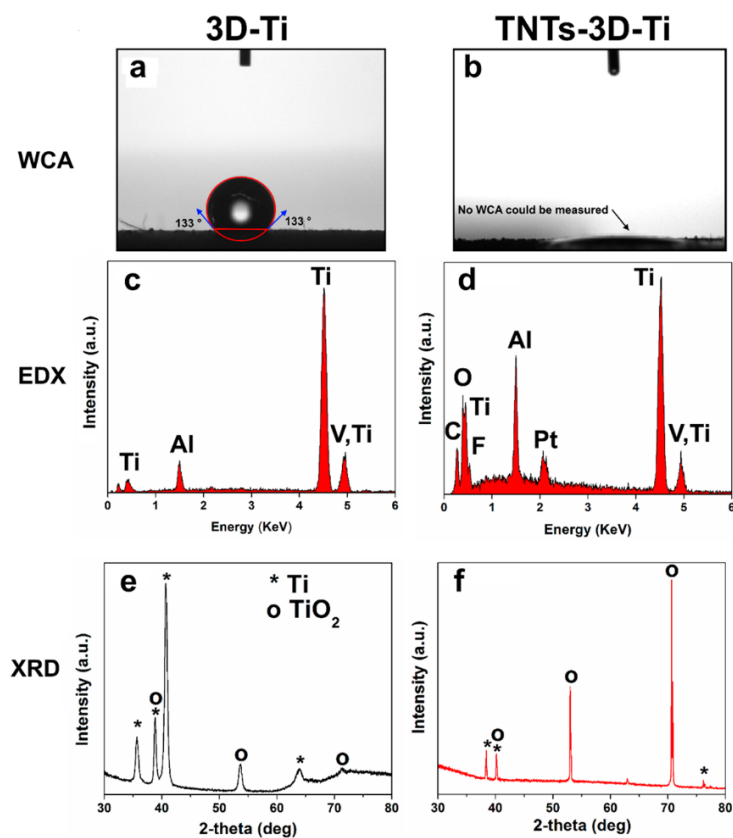 3D-Ti
TNTs-3D-Ti
WCA
a
133 °
133 °
b
No WCA could be measured
EDX
c
Ti
Al
Ti
V,Ti
Intensity (a.u.)
0 1 2 3 4 5 6
Energy (KeV)
d
C
O
Ti
F
Al
Pt
Ti
V,Ti
Intensity (a.u.)
0 1 2 3 4 5 6
Energy (KeV)
XRD
e
* Ti
o TiO2
*
o
*
*
o
*
o
Intensity (a.u.)
30 40 50 60 70 80
2-theta (deg)
f
*
o
*
o
o
*
Intensity (a.u.)
30 40 50 60 70 80
2-theta (deg)